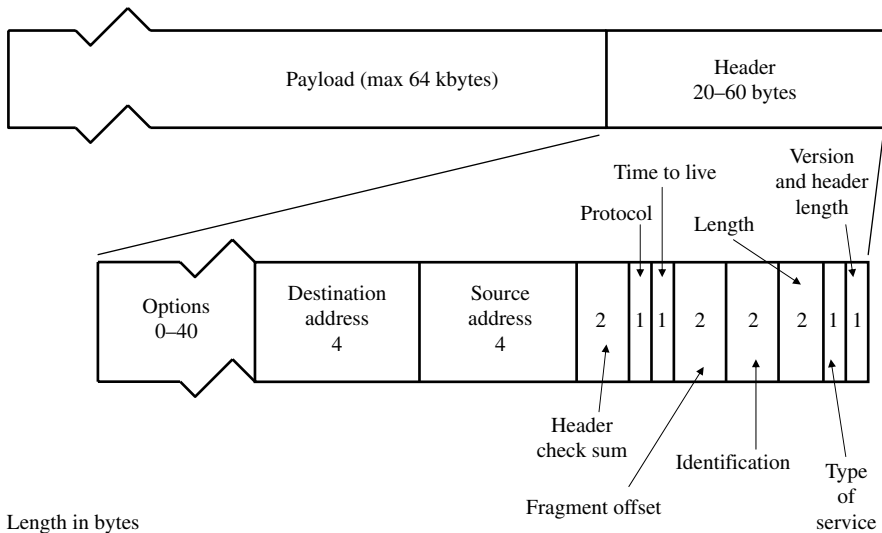 Payload (max 64 kbytes)
Header
20–60 bytes
Version
and header
length
Time to live
Protocol
Length
Options
0–40
Destination
address
4
Source
address
4
2
1
1
2
2
2
1
1
Header
check sum
Fragment offset
Identification
Type
of
service
Length in bytes